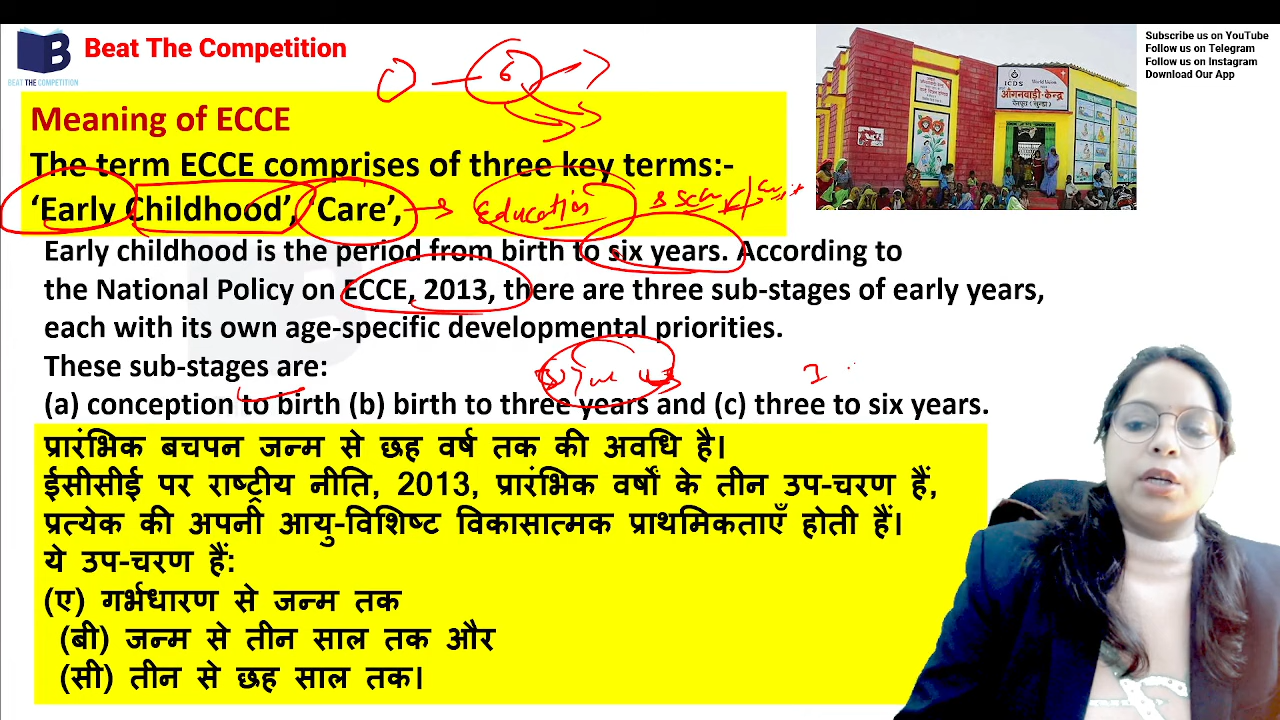 Beat The Competition
BEAT THE COMPETITION
Subscribe us on YouTube
Follow us on Telegram
Follow us on Instagram
Download Our App
0 6
ICDS
आंगनवाड़ी केन्द्र
Meaning of ECCE
The term ECCE comprises of three key terms:-
‘Early Childhood’, ‘Care’, Education
Early childhood is the period from birth to six years. According to
the National Policy on ECCE, 2013, there are three sub-stages of early years,
each with its own age-specific developmental priorities.
These sub-stages are:
(a) conception to birth (b) birth to three years and (c) three to six years.
प्रारंभिक बचपन जन्म से छह वर्ष तक की अवधि है।
ईसीसीई पर राष्ट्रीय नीति, 2013, प्रारंभिक वर्षों के तीन उप-चरण हैं,
प्रत्येक की अपनी आयु-विशिष्ट विकासात्मक प्राथमिकताएँ होती हैं।
ये उप-चरण हैं:
(ए) गर्भधारण से जन्म तक
(बी) जन्म से तीन साल तक और
(सी) तीन से छह साल तक।